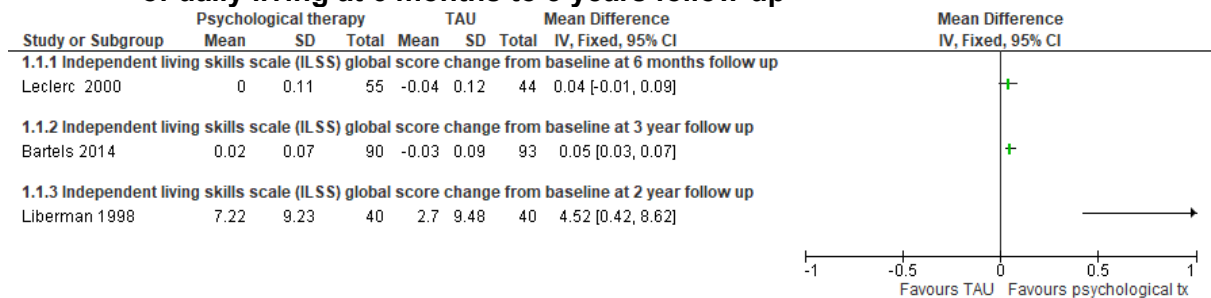 Psychological therapy TAU Mean Difference Mean Difference
Study or Subgroup Mean SD Total Mean SD Total IV, Fixed, 95% CI IV, Fixed, 95% CI
1.1.1 Independent living skills scale (ILSS) global score change from baseline at 6 months follow up
Leclerc 2000 0 0.11 55 -0.04 0.12 44 0.04 [-0.01, 0.09]
1.1.2 Independent living skills scale (ILSS) global score change from baseline at 3 year follow up
Bartels 2014 0.02 0.07 90 -0.03 0.09 93 0.05 [0.03, 0.07]
1.1.3 Independent living skills scale (ILSS) global score change from baseline at 2 year follow up
Liberman 1998 7.22 9.23 40 2.7 9.48 40 4.52 [0.42, 8.62]
-1 -0.5 0 0.5 1
Favours TAU Favours psychological tx